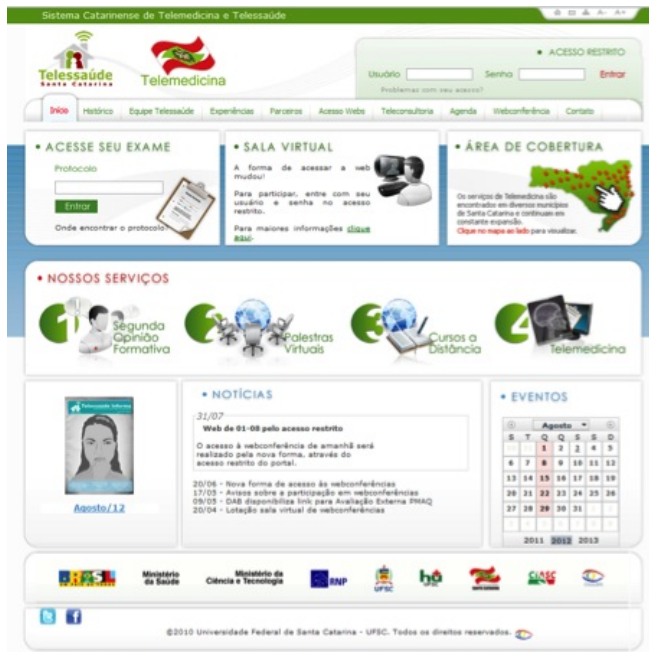 Sistema Catarinense de Telemedicina e Telessaúde
A- A+
Telessaúde
Santa Catarina
Telemedicina
• ACESSO RESTRITO
Usuário
Senha
Entrar
Problemas com seu acesso?
Início Histórico Equipe Telessaúde Experiências Parceiros Acesso Webs Teleconsultoria Agenda Webconferência Contato
• ACESSE SEU EXAME
Protocolo
Entrar
Onde encontrar o protocolo
• SALA VIRTUAL
A forma de acessar a web
mudou!
Para participar, entre com seu
usuário e senha no acesso
restrito.
Para maiores informações clique
aqui.
• ÁREA DE COBERTURA
Os serviços de Telemedicina são
encontrados em diversos municípios
de Santa Catarina e continuam em
constante expansão.
Clique no mapa ao lado para visualizar.
• NOSSOS SERVIÇOS
1 Segunda
Opinião
Formativa
2 Palestras
Virtuais
3 Cursos a
Distância
4 Telemedicina
Telessaúde Informa
Agosto/12
• NOTÍCIAS
31/07
Web de 01-08 pelo acesso restrito
O acesso à webconferência de amanhã será
realizado pela nova forma, através do
acesso restrito do portal.
20/06 - Nova forma de acesso às webconferências
17/05 - Avisos sobre a participação em webconferências
09/05 - DAB disponibiliza link para Avaliação Externa PMAQ
20/04 - Lotação sala virtual de webconferências
• EVENTOS
Agosto
S T Q Q S S D
1 2 3 4 5
6 7 8 9 10 11 12
13 14 15 16 17 18 19
20 21 22 23 24 25 26
27 28 29 30 31
2011 2012 2013
BRASIL
Ministério
da Saúde
Ministério da
Ciência e Tecnologia
RNP
UFSC
hu
UFSC
SANTA CATARINA
CIASC
©2010 Universidade Federal de Santa Catarina - UFSC. Todos os direitos reservados.